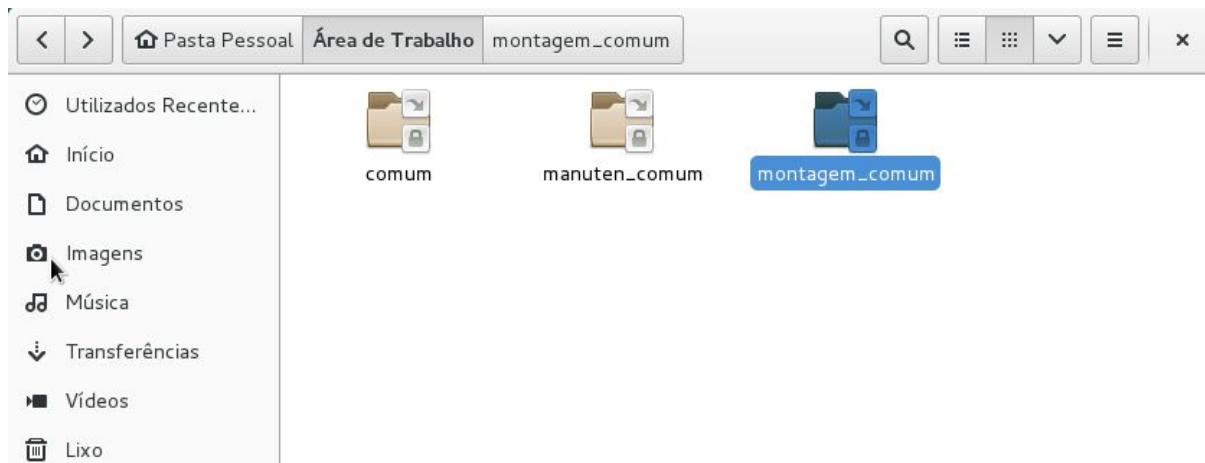 Pasta Pessoal Área de Trabalho montagem_comum
Utilizados Recente...
Início
Documentos
Imagens
Música
Transferências
Vídeos
Lixo
comum manuten_comum montagem_comum